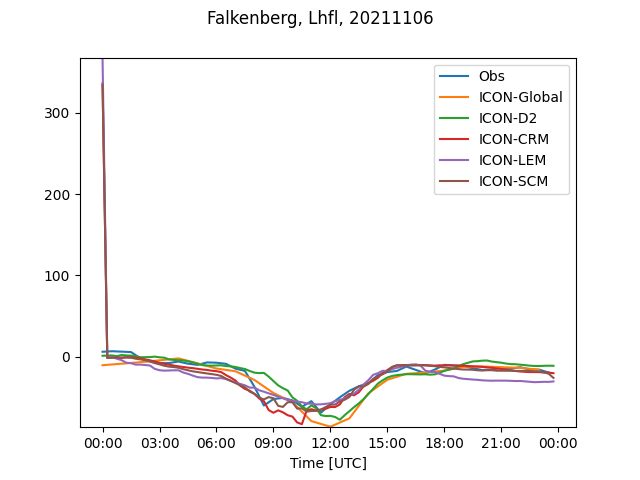 Falkenberg, Lhfl, 20211106
Obs
ICON-Global
ICON-D2
ICON-CRM
ICON-LEM
ICON-SCM
300
200
100
0
00:00 03:00 06:00 09:00 12:00 15:00 18:00 21:00 00:00
Time [UTC]